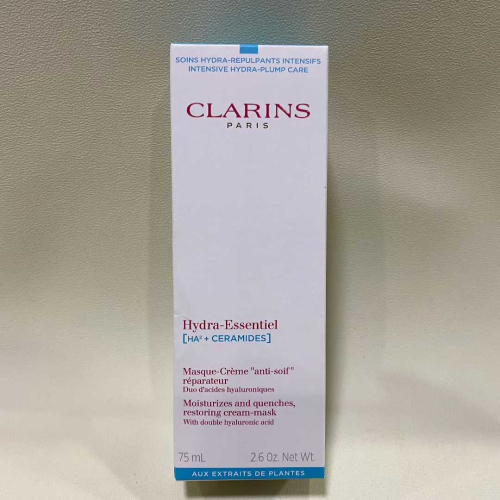 SOINS HYDRA-REPULPANTS INTENSIFS
INTENSIVE HYDRA-PLUMP CARE
CLARINS
PARIS
Hydra-Essentiel
[HA² + CERAMIDES]
Masque-Crème "anti-soif"
réparateur
Duo d'acides hyaluroniques
Moisturizes and quenches,
restoring cream-mask
With double hyaluronic acid
75 mL 2.6 Oz. Net Wt.
AUX EXTRAITS DE PLANTES